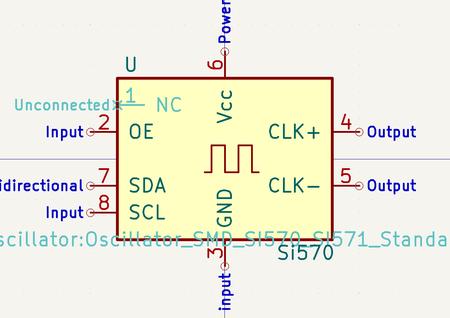 Power
6
U
Unconnected
1
NC
Vcc
Input
2
OE
CLK+
4
Output
idirectional
7
SDA
CLK-
5
Output
Input
8
SCL
GND
scillator:Oscillator_SMD_SI570_SI571_Standa
Si570
3
input